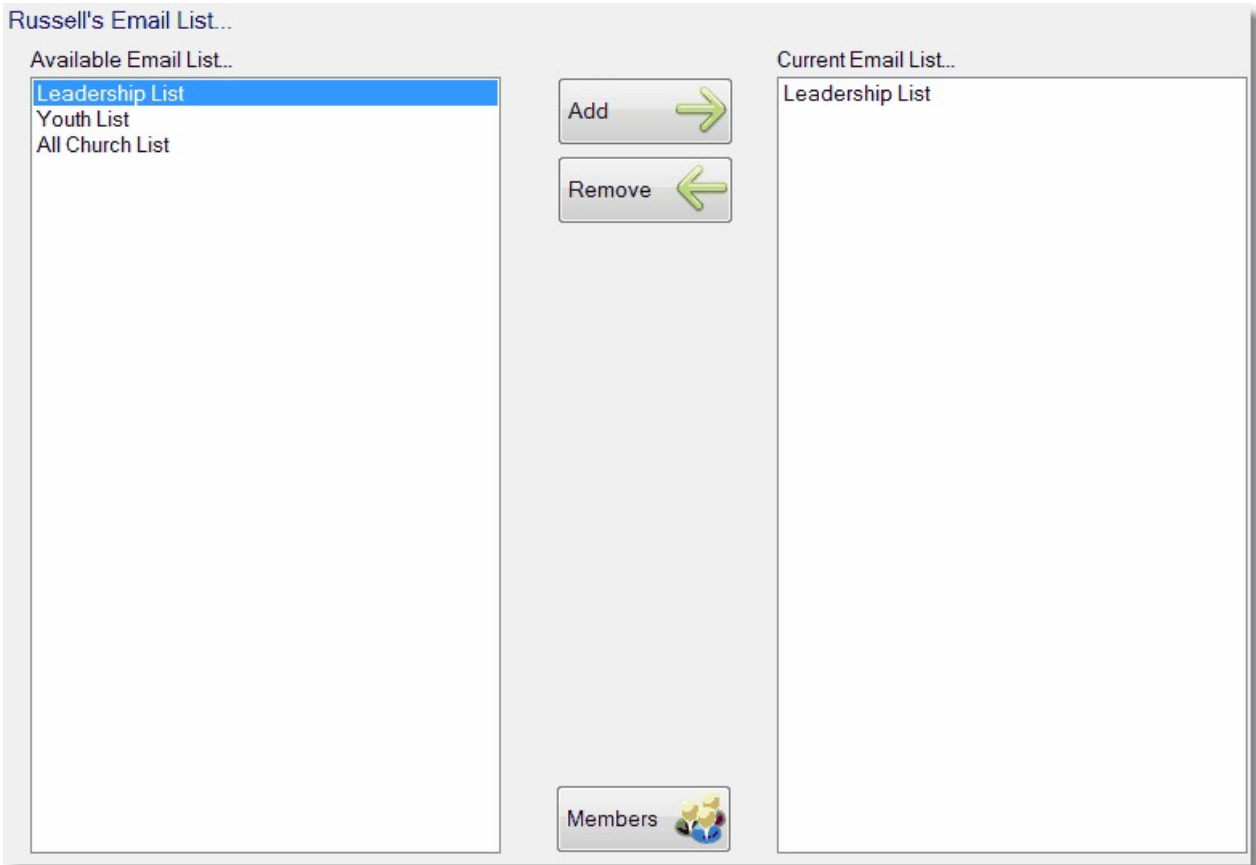 Russell's Email List...
Available Email List...
Leadership List
Youth List
All Church List
Add
Remove
Members
Current Email List...
Leadership List